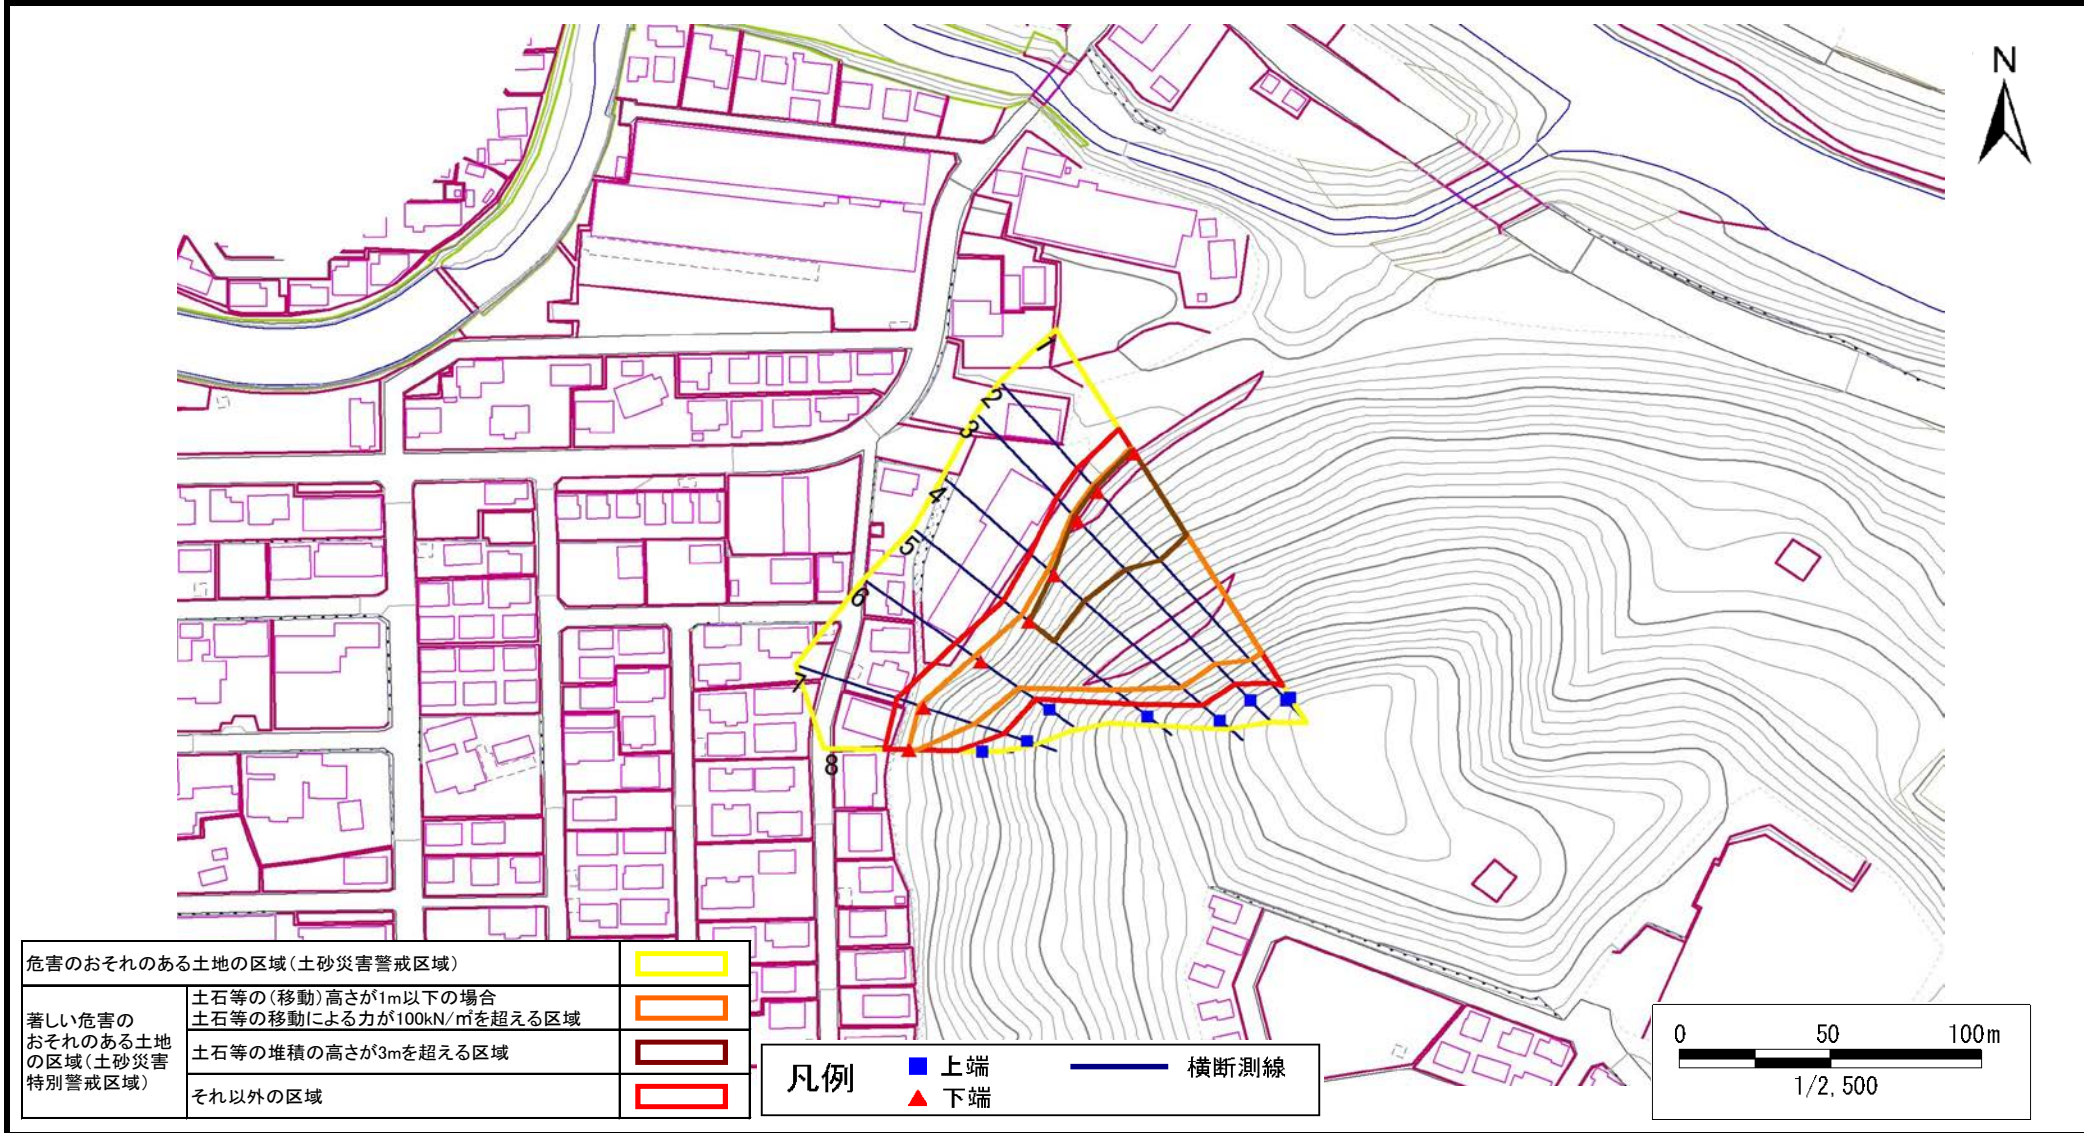 N
1
2
3
4
5
6
7
8
危害のおそれのある土地の区域(土砂災害警戒区域)
著しい危害の
おそれのある土地
の区域(土砂災害
特別警戒区域)
土石等の(移動)高さが1m以下の場合
土石等の移動による力が100kN/㎡を超える区域
土石等の堆積の高さが3mを超える区域
それ以外の区域
凡例
上端
下端
横断測線
0 50 100m
1/2,500